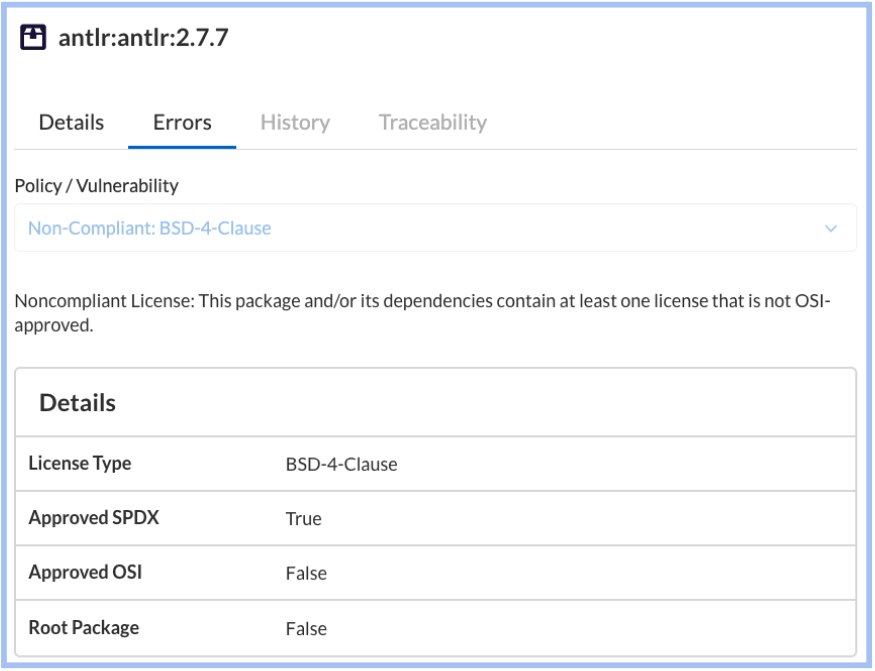 antlr:antlr:2.7.7
Details Errors History Traceability
Policy / Vulnerability
Non-Compliant: BSD-4-Clause
Noncompliant License: This package and/or its dependencies contain at least one license that is not OSI-
approved.
Details
License Type BSD-4-Clause
Approved SPDX True
Approved OSI False
Root Package False